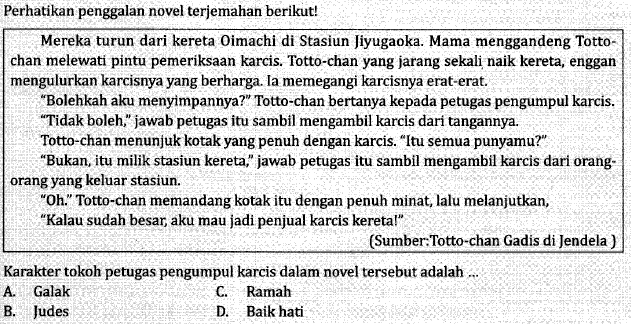 Perhatikan penggalan novel terjemahan berikut!
Mereka turun dari kereta Oimachi di Stasiun Jiyugaoka. Mama menggandeng Totto-
chan melewati pintu pemeriksaan karcis. Totto-chan yang jarang sekali naik kereta, enggan
mengulurkan karcisnya yang berharga. Ia memegangi karcisnya erat-erat.
"Bolehkah aku menyimpannya?" Totto-chan bertanya kepada petugas pengumpul karcis.
"Tidak boleh," jawab petugas itu sambil mengambil karcis dari tangannya.
Totto-chan menunjuk kotak yang penuh dengan karcis. "Itu semua punyamu?"
"Bukan, itu milik stasiun kereta," jawab petugas itu sambil mengambil karcis dari orang-
orang yang keluar stasiun.
"Oh." Totto-chan memandang kotak itu dengan penuh minat, lalu melanjutkan,
"Kalau sudah besar, aku mau jadi penjual karcis kereta!"
(Sumber:Totto-chan Gadis di Jendela )
Karakter tokoh petugas pengumpul karcis dalam novel tersebut adalah ...
A. Galak C. Ramah
B. Judes D. Baik hati